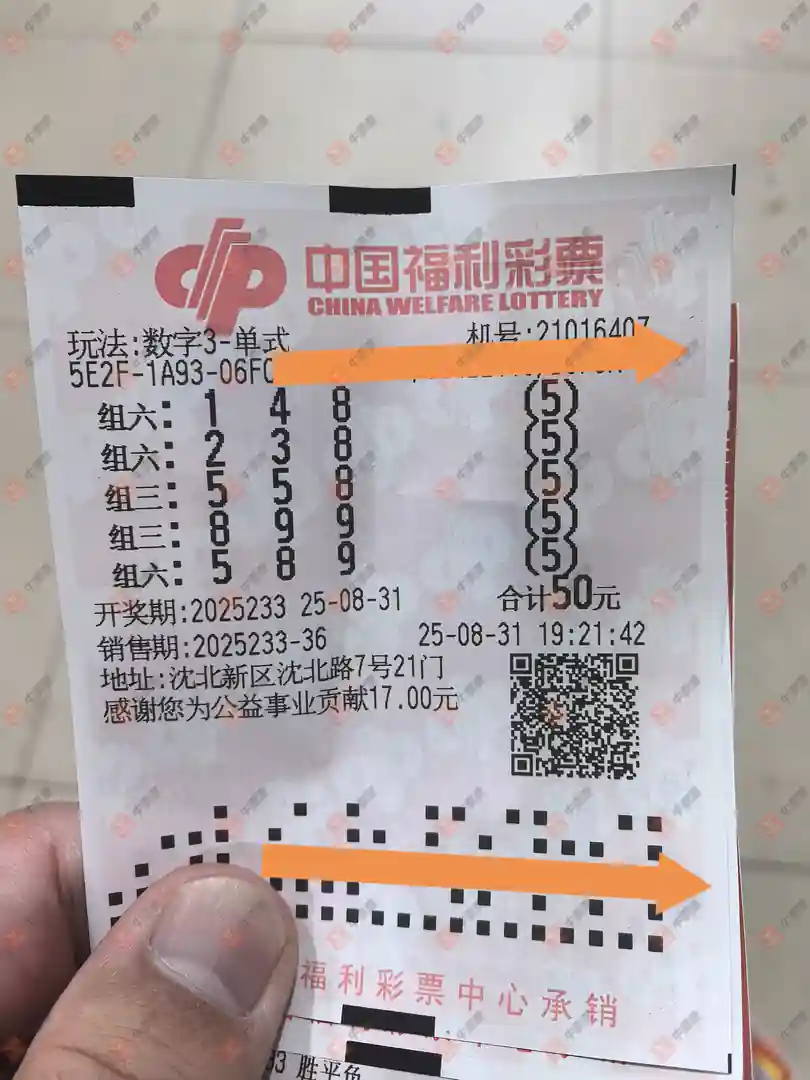 中国福利彩票
CHINA WELFARE LOTTERY
玩法:数字3-单式 机号:21016407
5E2F-1A93-06F
组六: 1 4 8 (5)
组六: 2 3 8 (5)
组三: 5 5 8 (5)
组三: 8 9 9 (5)
组六: 5 8 9 (5)
开奖期:2025233 25-08-31 合计50元
销售期:2025233-36 25-08-31 19:21:42
地址:沈北新区沈北路7号21门
感谢您为公益事业贡献17.00元
福利彩票中心承销
33 胜平负